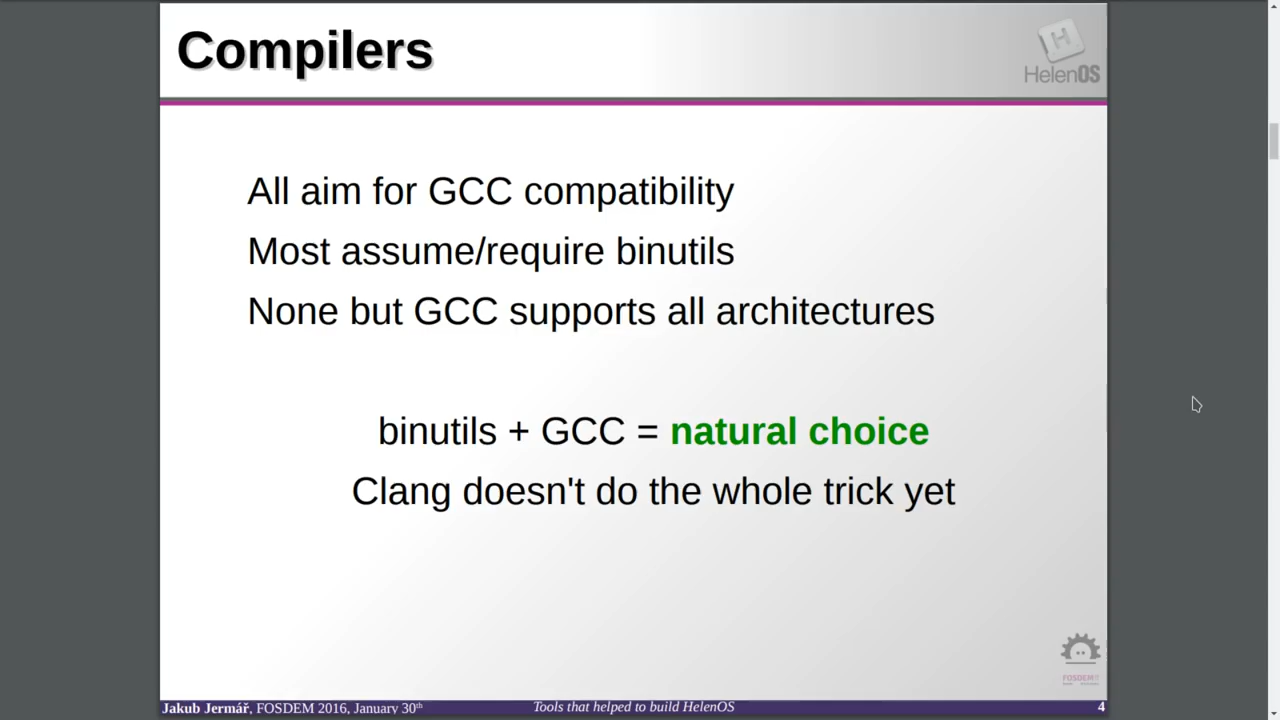 Compilers
HelenOS
All aim for GCC compatibility
Most assume/require binutils
None but GCC supports all architectures
binutils + GCC = natural choice
Clang doesn't do the whole trick yet
FOSDEM
Jakub Jermář, FOSDEM 2016, January 30th
Tools that helped to build HelenOS
4